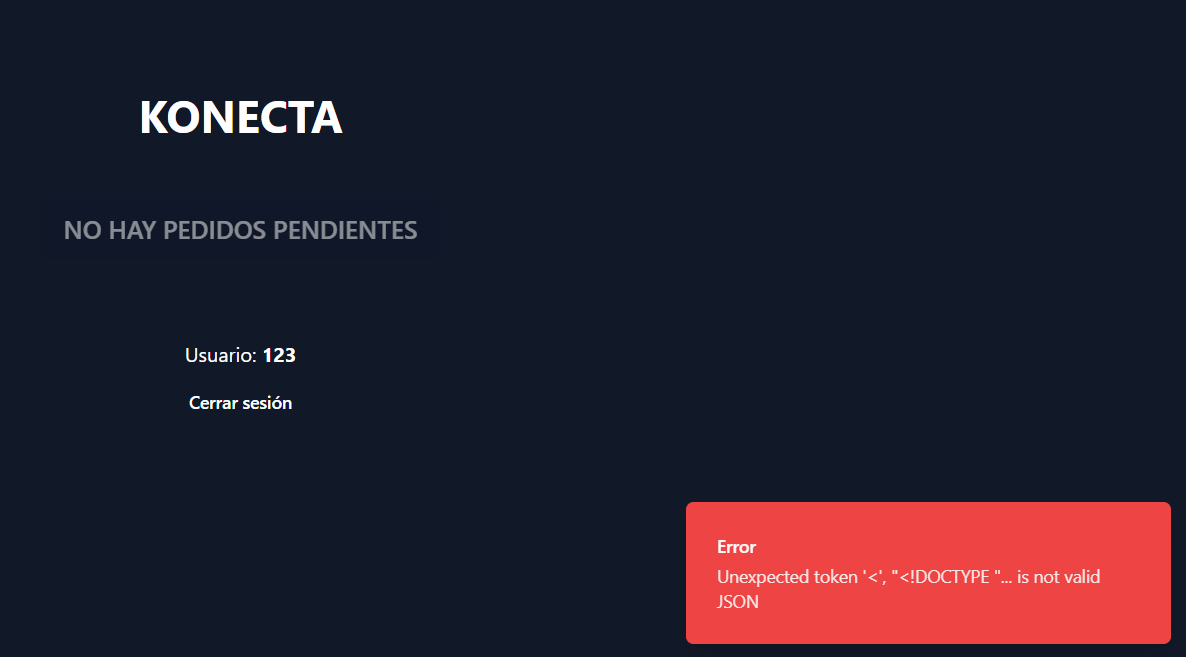 KONECTA
NO HAY PEDIDOS PENDIENTES
Usuario: 123
Cerrar sesión
Error
Unexpected token '<', "<!DOCTYPE "... is not valid
JSON